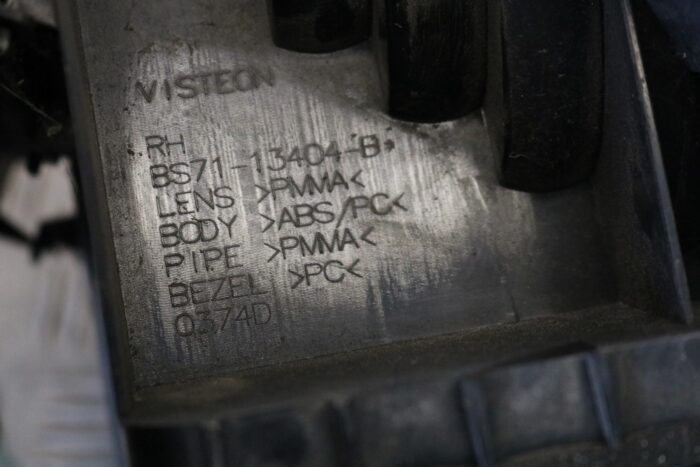 VISTEON
RH
BS71-13404-B
LENS >PMMA<
BODY >ABS/PC<
PIPE >PMMA<
BEZEL >PC<
0374D